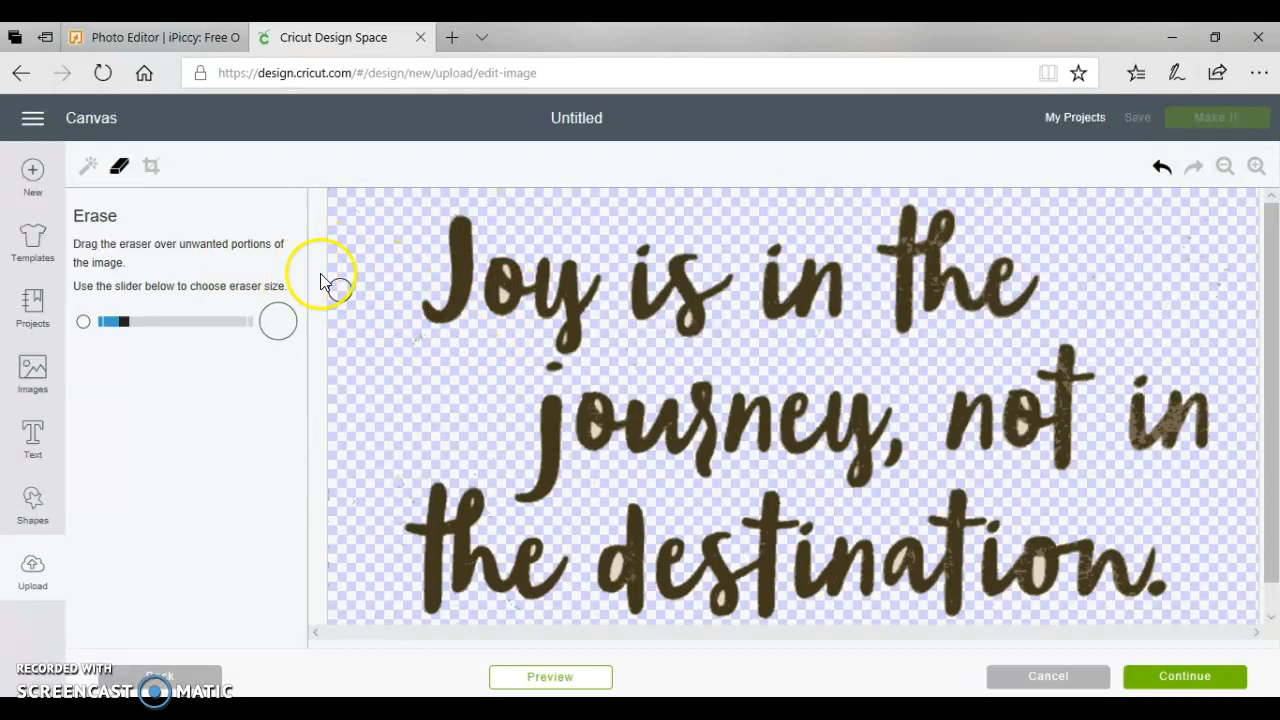 Photo Editor | iPiccy: Free O
Cricut Design Space
https://design.cricut.com/#/design/new/upload/edit-image
Canvas
Untitled
My Projects
Save
Make It
New
Templates
Projects
Images
Text
Shapes
Upload
Erase
Drag the eraser over unwanted portions of
the image.
Use the slider below to choose eraser size.
Joy is in the
journey, not in
the destination.
Back
Preview
Cancel
Continue
RECORDED WITH
SCREENCAST MATIC